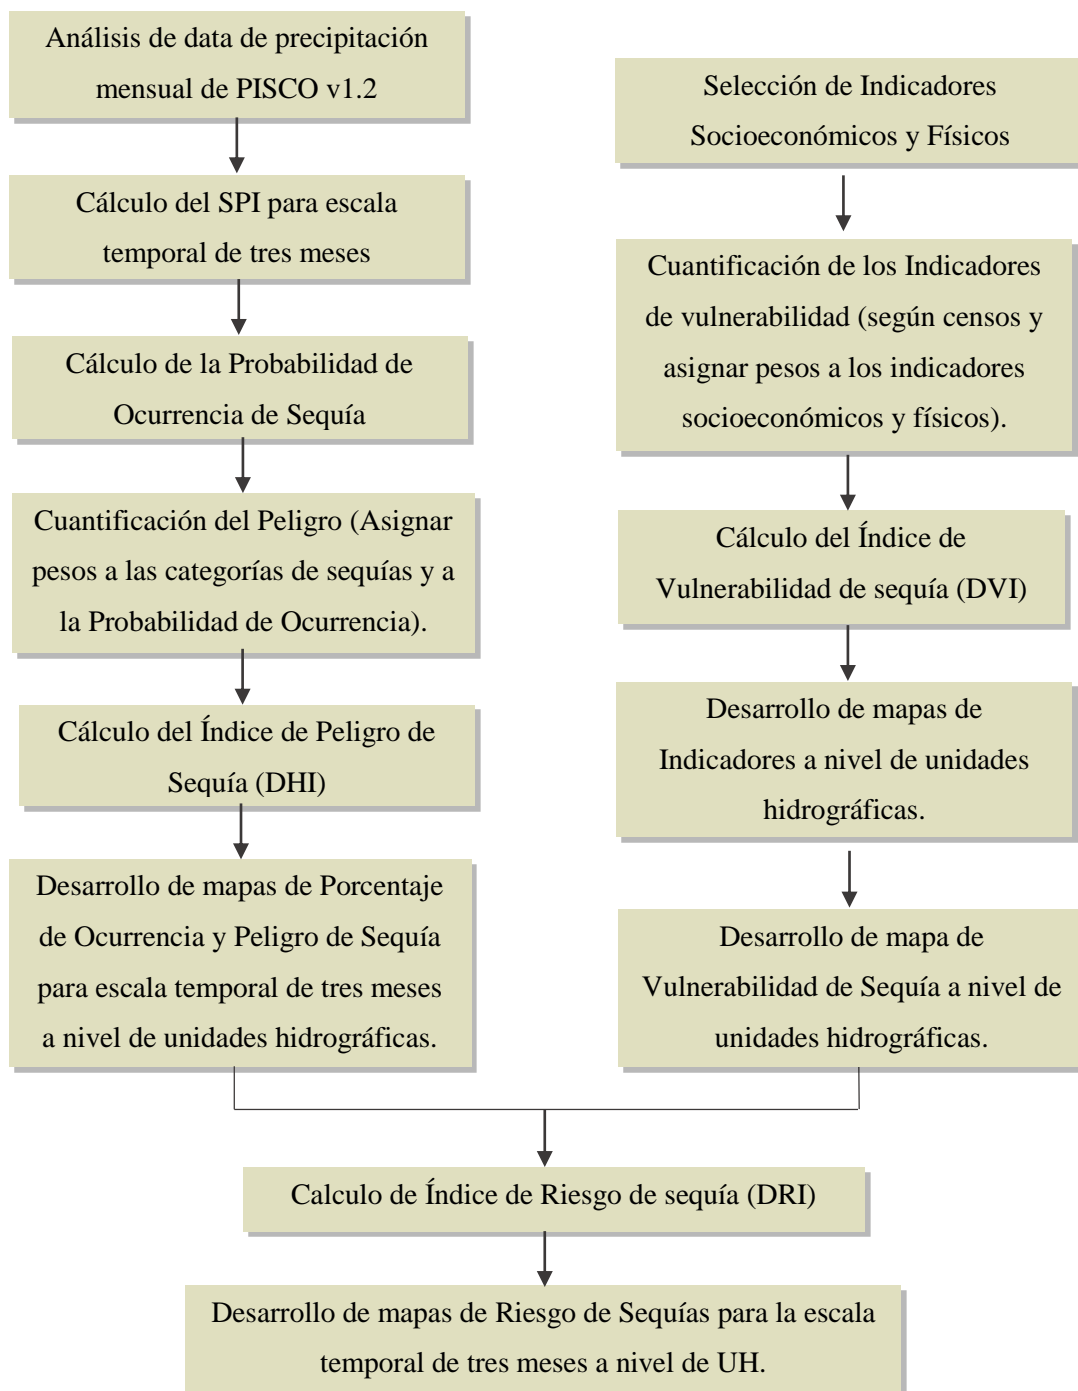 Análisis de data de precipitación
mensual de PISCO v1.2
Cálculo del SPI para escala
temporal de tres meses
Cálculo de la Probabilidad de
Ocurrencia de Sequía
Cuantificación del Peligro (Asignar
pesos a las categorías de sequías y a
la Probabilidad de Ocurrencia).
Cálculo del Índice de Peligro de
Sequía (DHI)
Desarrollo de mapas de Porcentaje
de Ocurrencia y Peligro de Sequía
para escala temporal de tres meses
a nivel de unidades hidrográficas.
Selección de Indicadores
Socioeconómicos y Físicos
Cuantificación de los Indicadores
de vulnerabilidad (según censos y
asignar pesos a los indicadores
socioeconómicos y físicos).
Cálculo del Índice de
Vulnerabilidad de sequía (DVI)
Desarrollo de mapas de
Indicadores a nivel de unidades
hidrográficas.
Desarrollo de mapa de
Vulnerabilidad de Sequía a nivel de
unidades hidrográficas.
Calculo de Índice de Riesgo de sequía (DRI)
Desarrollo de mapas de Riesgo de Sequías para la escala
temporal de tres meses a nivel de UH.